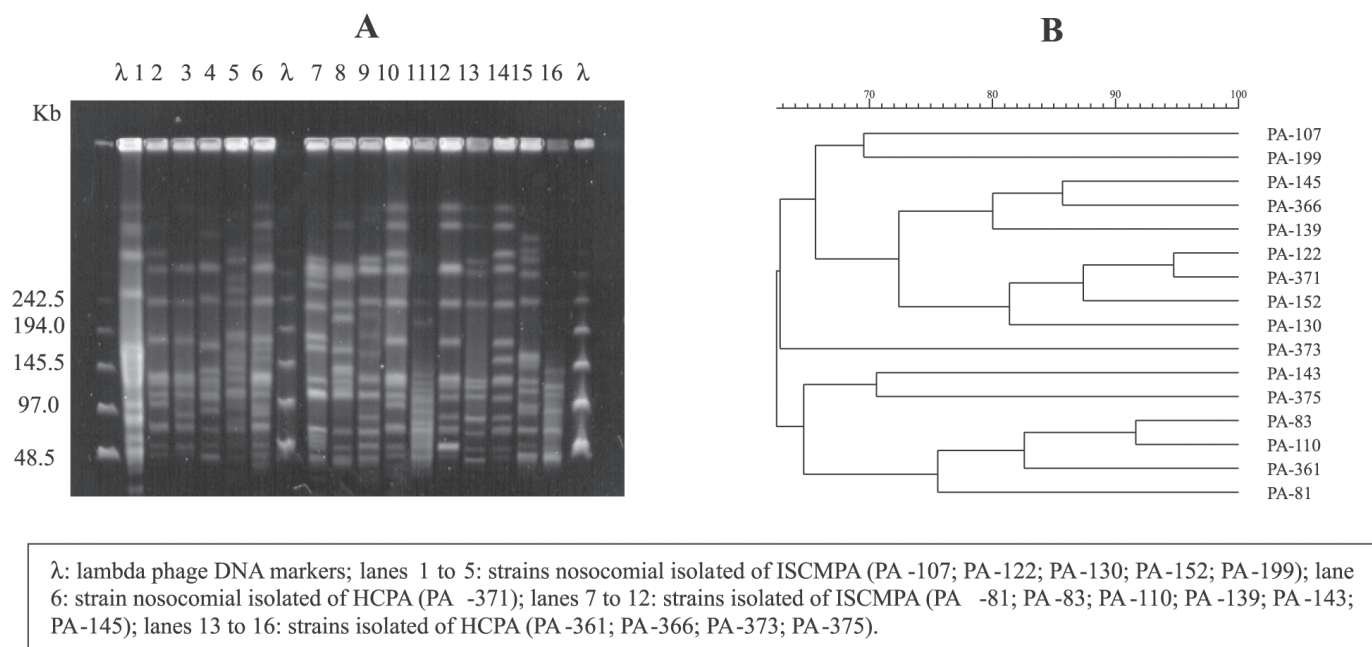 A
B
λ 1 2 3 4 5 6 λ 7 8 9 10 11 12 13 14 15 16 λ
Kb
242.5
194.0
145.5
97.0
48.5
70 80 90 100
PA-107
PA-199
PA-145
PA-366
PA-139
PA-122
PA-371
PA-152
PA-130
PA-373
PA-143
PA-375
PA-83
PA-110
PA-361
PA-81
λ: lambda phage DNA markers; lanes 1 to 5: strains nosocomial isolated of ISCMPA (PA -107; PA-122; PA-130; PA-152; PA-199); lane
6: strain nosocomial isolated of HCPA (PA -371); lanes 7 to 12: strains isolated of ISCMPA (PA -81; PA-83; PA-110; PA-139; PA-143;
PA-145); lanes 13 to 16: strains isolated of HCPA (PA-361; PA-366; PA-373; PA-375).